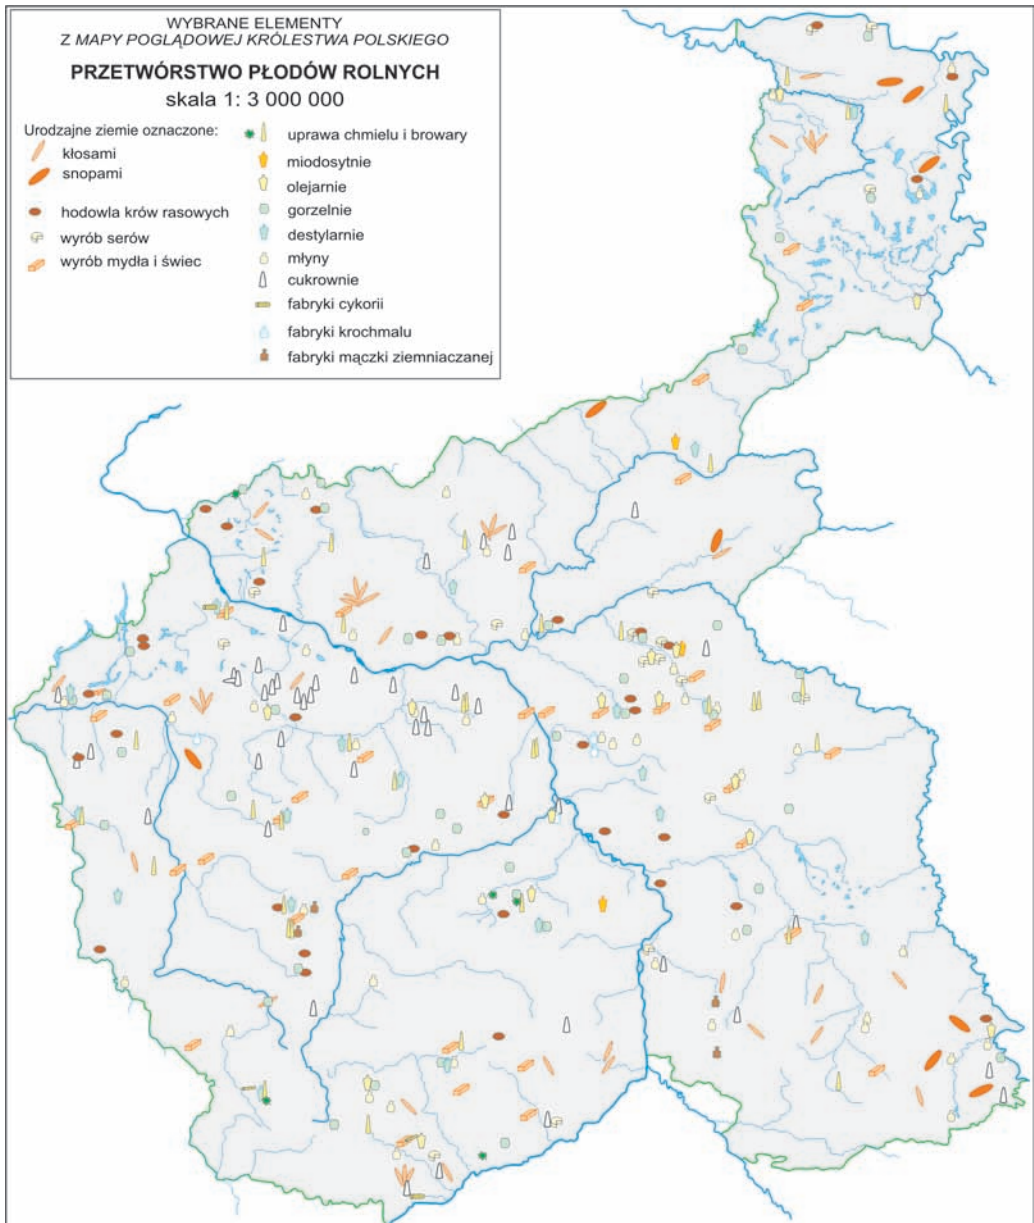 WYBRANE ELEMENTY
Z MAPY POGLĄDOWEJ KRÓLESTWA POLSKIEGO
PRZETWÓRSTWO PŁODÓW ROLNYCH
skala 1: 3 000 000
Urodzajne ziemie oznaczone:
kłosami
snopami
hodowla krów rasowych
wyrób serów
wyrób mydła i świec
uprawa chmielu i browary
miodosytnie
olejarnie
gorzelnie
destylarnie
młyny
cukrownie
fabryki cykorii
fabryki krochmalu
fabryki mączki ziemniaczanej